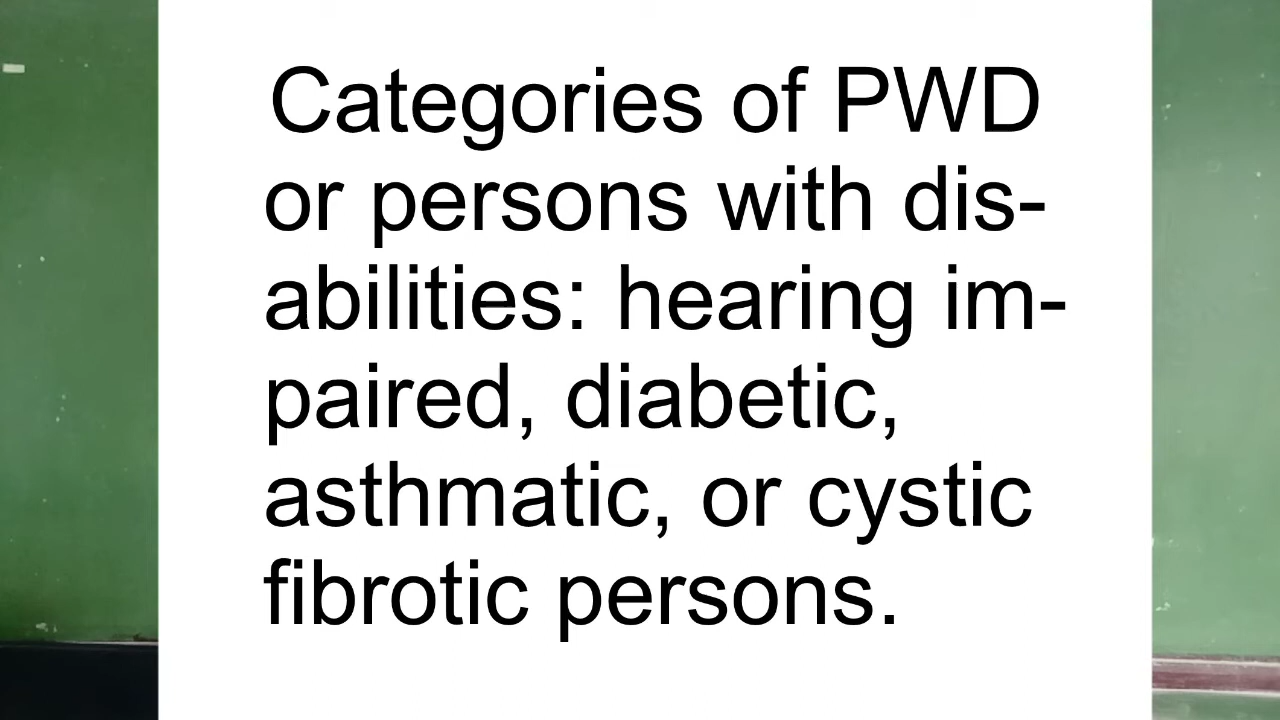 Categories of PWD
or persons with dis-
abilities: hearing im-
paired, diabetic,
asthmatic, or cystic
fibrotic persons.